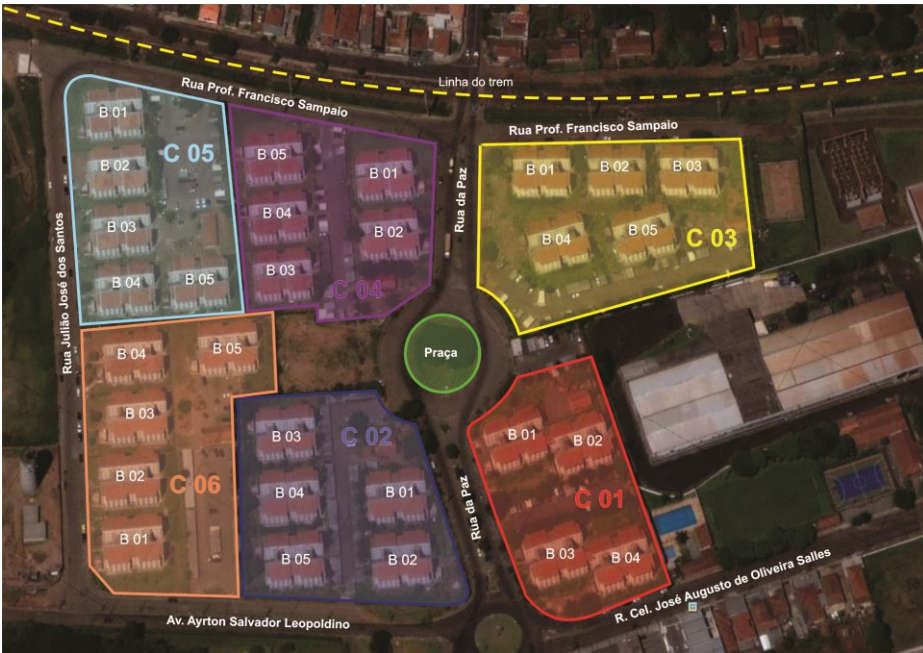 Linha do trem
Rua Prof. Francisco Sampaio
Rua Prof. Francisco Sampaio
Rua Julião José dos Santos
Rua da Paz
Rua da Paz
Praça
C 05
B 01
B 02
B 03
B 04
B 05
C 04
B 05
B 04
B 03
B 01
B 02
C 03
B 01
B 02
B 03
B 04
B 05
C 06
B 04
B 05
B 03
B 02
B 01
C 02
B 03
B 04
B 01
B 05
B 02
C 01
B 01
B 02
B 03
B 04
Av. Ayrton Salvador Leopoldino
R. Cel. José Augusto de Oliveira Salles